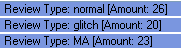 Review Type: normal [Amount: 26]
Review Type: glitch [Amount: 20]
Review Type: MA [Amount: 23]